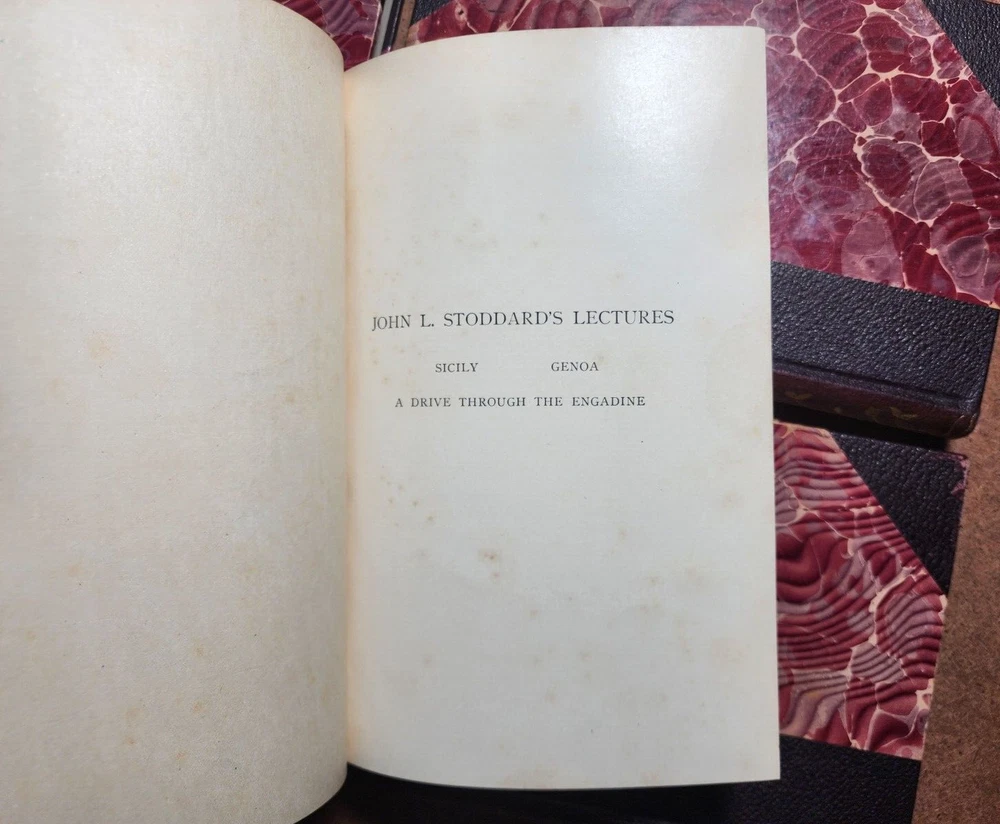 JOHN L. STODDARD'S LECTURES
SICILY GENOA
A DRIVE THROUGH THE ENGADINE